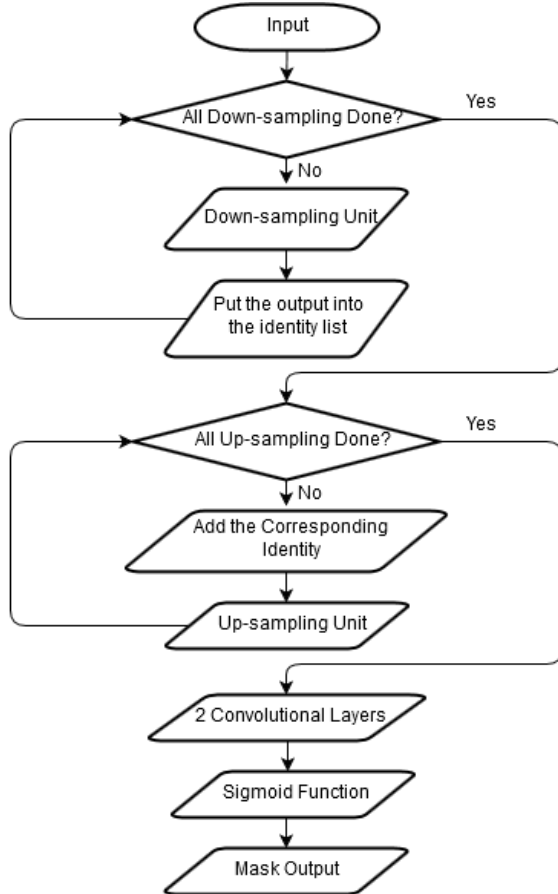 Input
All Down-sampling Done?
Yes
No
Down-sampling Unit
Put the output into
the identity list
All Up-sampling Done?
Yes
No
Add the Corresponding
Identity
Up-sampling Unit
2 Convolutional Layers
Sigmoid Function
Mask Output